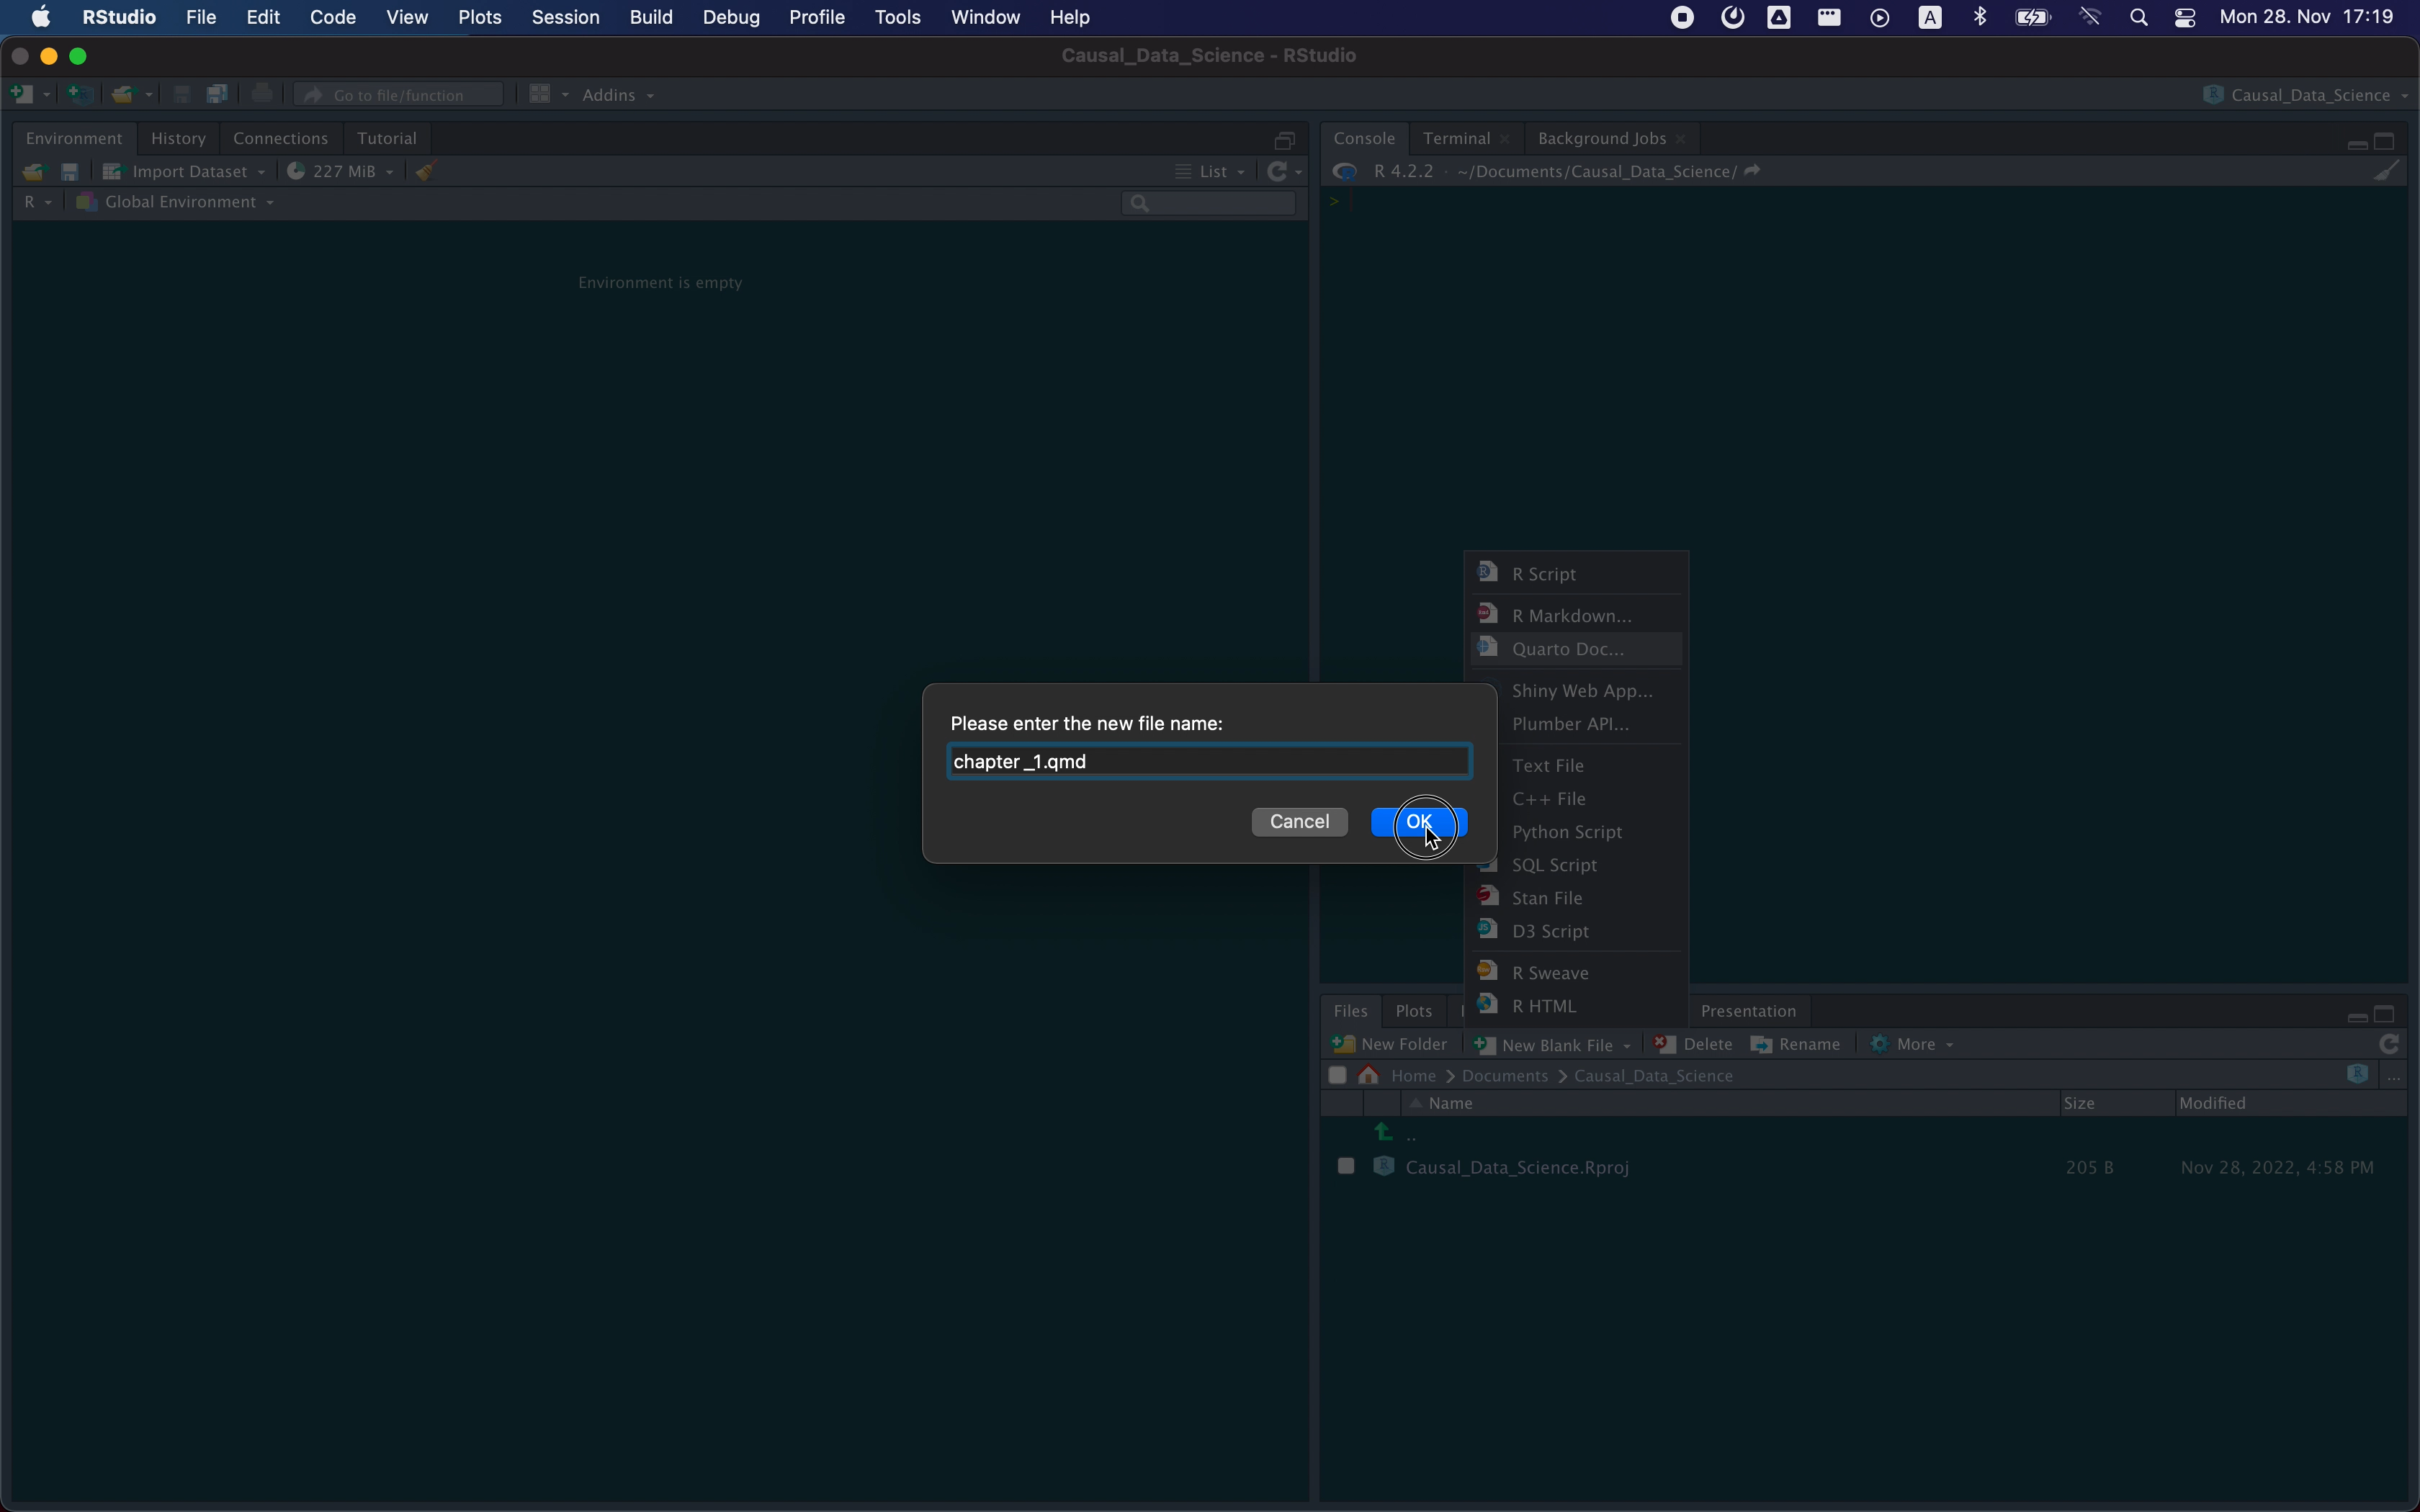 RStudio File Edit Code View Plots Session Build Debug Profile Tools Window Help A Mon 28. Nov 17:19
Causal_Data_Science - RStudio
Go to file/function Addins Causal_Data_Science
Environment History Connections Tutorial
Import Dataset 227 MiB List
R Global Environment
Environment is empty
Console Terminal Background Jobs
R 4.2.2 · ~/Documents/Causal_Data_Science/
>
R Script
R Markdown...
Quarto Doc...
Shiny Web App...
Plumber API...
Text File
C++ File
Python Script
SQL Script
Stan File
D3 Script
R Sweave
R HTML
Please enter the new file name:
chapter _1.qmd
Cancel OK
Files Plots Presentation
New Folder New Blank File Delete Rename More
Home Documents Causal_Data_Science ...
Name Size Modified
..
Causal_Data_Science.Rproj 205 B Nov 28, 2022, 4:58 PM